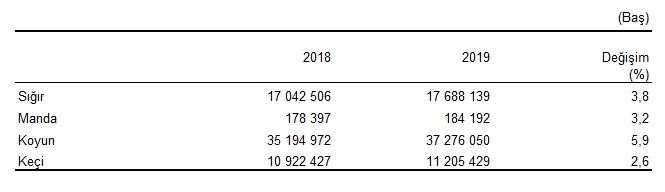 (Baş)
2018 2019 Değişim
(%)
Sığır 17 042 506 17 688 139 3,8
Manda 178 397 184 192 3,2
Koyun 35 194 972 37 276 050 5,9
Keçi 10 922 427 11 205 429 2,6